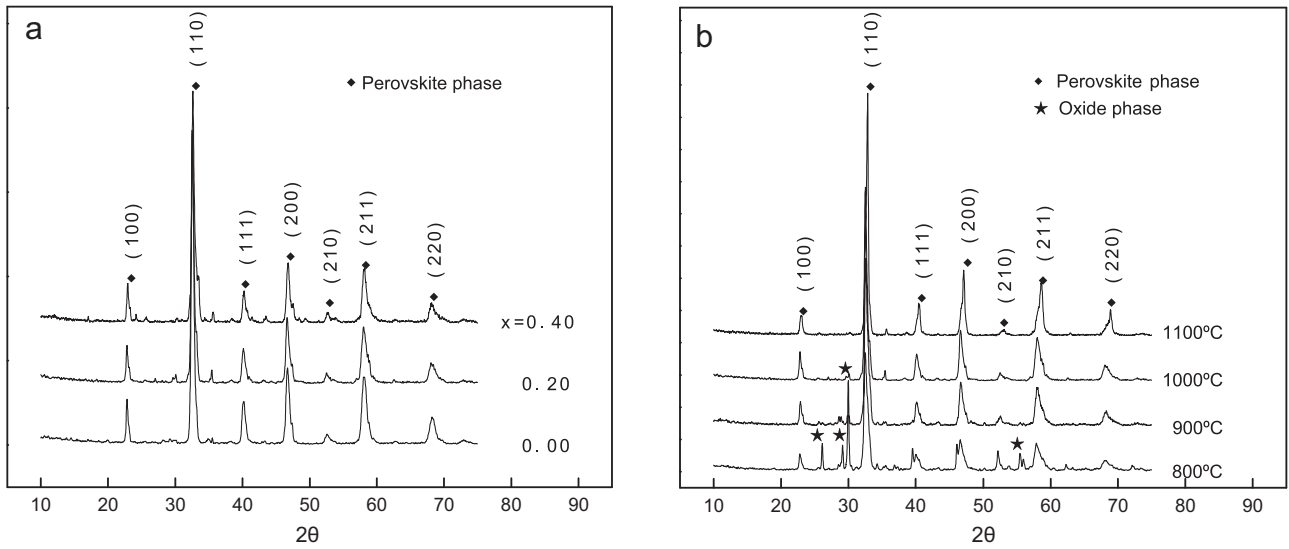 a
(100)
(110)
(111)
(200)
(210)
(211)
(220)
◆ Perovskite phase
x=0.40
0.20
0.00
10 20 30 40 50 60 70 80 90
2θ
b
(100)
(110)
(111)
(200)
(210)
(211)
(220)
◆ Perovskite phase
★ Oxide phase
1100ºC
1000ºC
900ºC
800ºC
10 20 30 40 50 60 70 80 90
2θ